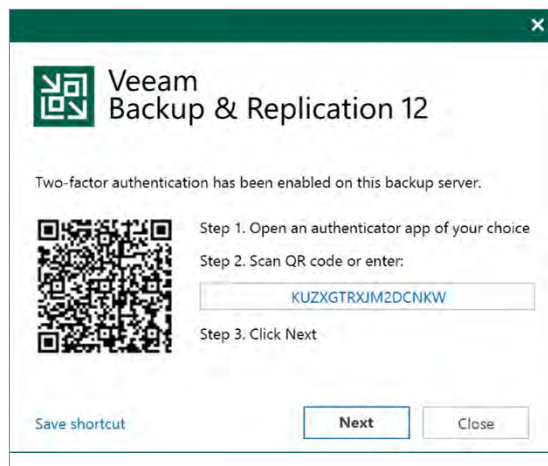 Veeam
Backup & Replication 12
Two-factor authentication has been enabled on this backup server.
Step 1. Open an authenticator app of your choice
Step 2. Scan QR code or enter:
KUZXGTRXJM2DCNKW
Step 3. Click Next
Save shortcut
Next
Close